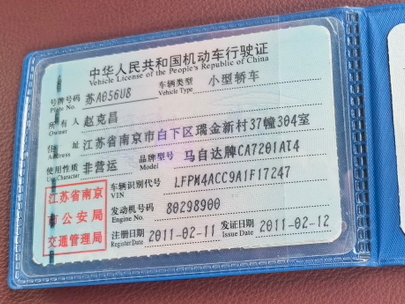 中华人民共和国机动车行驶证
Vehicle License of the People's Republic of China
号牌号码 苏A056U8 车辆类型 小型轿车
Plate No. Vehicle Type
所有人 赵克昌
Owner
住址 江苏省南京市白下区瑞金新村37幢304室
Address
使用性质 非营运 品牌型号 马自达牌CA7201AT4
Use Character Model
江苏省南京市公安局交通管理局
车辆识别代号 LFPM4ACC9A1F17247
VIN
发动机号码 80298900
Engine No.
注册日期 2011-02-11 发证日期 2011-02-12
Register Date Issue Date